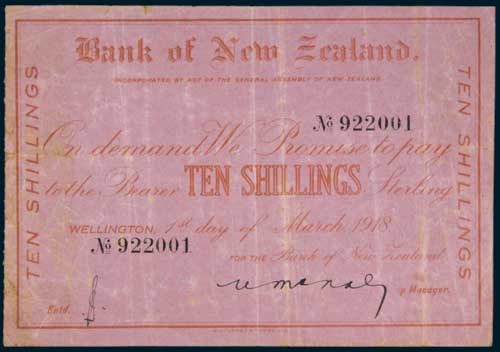 Bank of New Zealand.
INCORPORATED BY ACT OF THE GENERAL ASSEMBLY OF NEW ZEALAND.
№ 922001
On demand We Promise to pay
to the Bearer TEN SHILLINGS Sterling
WELLINGTON, 1st day of March 1918
№ 922001
FOR THE Bank of New Zealand
Entd.
p Manager.
TEN SHILLINGS
TEN SHILLINGS